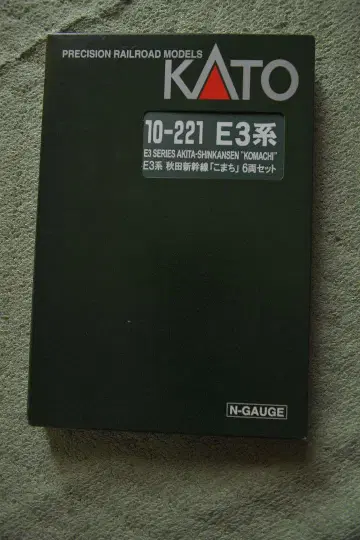 PRECISION RAILROAD MODELS
KATO
10-221 E3系
E3 SERIES AKITA-SHINKANSEN "KOMACHI"
E3系 秋田新幹線「こまち」6両セット
N-GAUGE